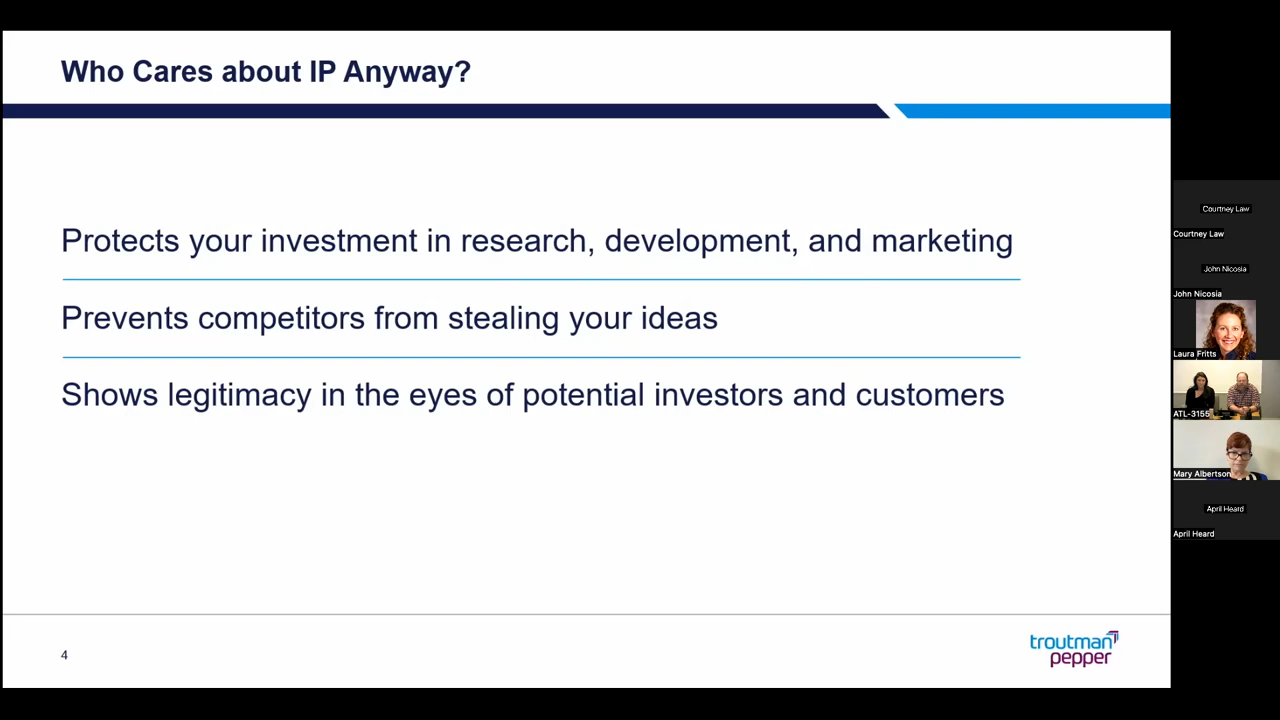 Who Cares about IP Anyway?
Protects your investment in research, development, and marketing
Prevents competitors from stealing your ideas
Shows legitimacy in the eyes of potential investors and customers
4
troutman
pepper
Courtney Law
Courtney Law
John Nicosia
John Nicosia
Laura Fritts
ATL-3155
Mary Albertson
April Heard
April Heard